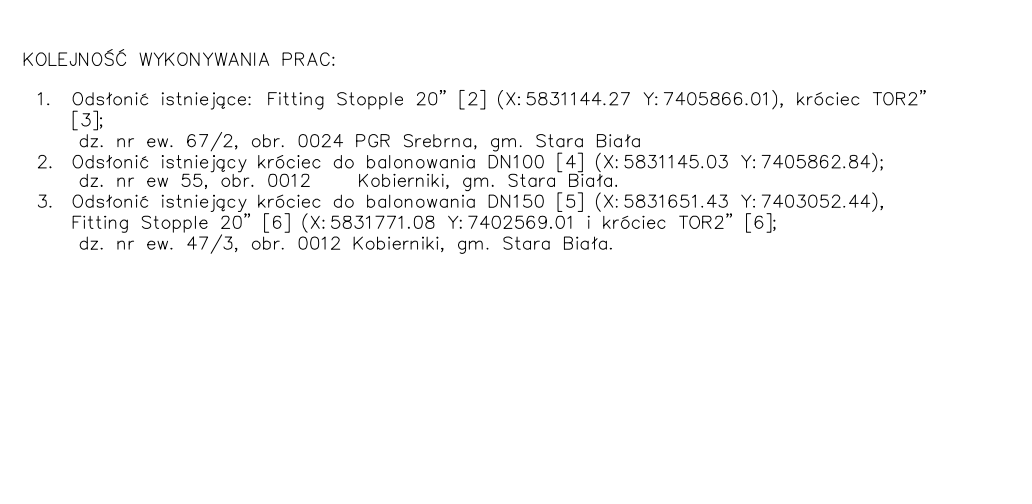 KOLEJNOŚĆ WYKONYWANIA PRAC:
1. Odsłonić istniejące: Fitting Stopple 20” [2] (X:5831144.27 Y:7405866.01), króciec TOR2”
[3];
dz. nr ew. 67/2, obr. 0024 PGR Srebrna, gm. Stara Biała
2. Odsłonić istniejący króciec do balonowania DN100 [4] (X:5831145.03 Y:7405862.84);
dz. nr ew 55, obr. 0012 Kobierniki, gm. Stara Biała.
3. Odsłonić istniejący króciec do balonowania DN150 [5] (X:5831651.43 Y:7403052.44),
Fitting Stopple 20” [6] (X:5831771.08 Y:7402569.01 i króciec TOR2” [6];
dz. nr ew. 47/3, obr. 0012 Kobierniki, gm. Stara Biała.